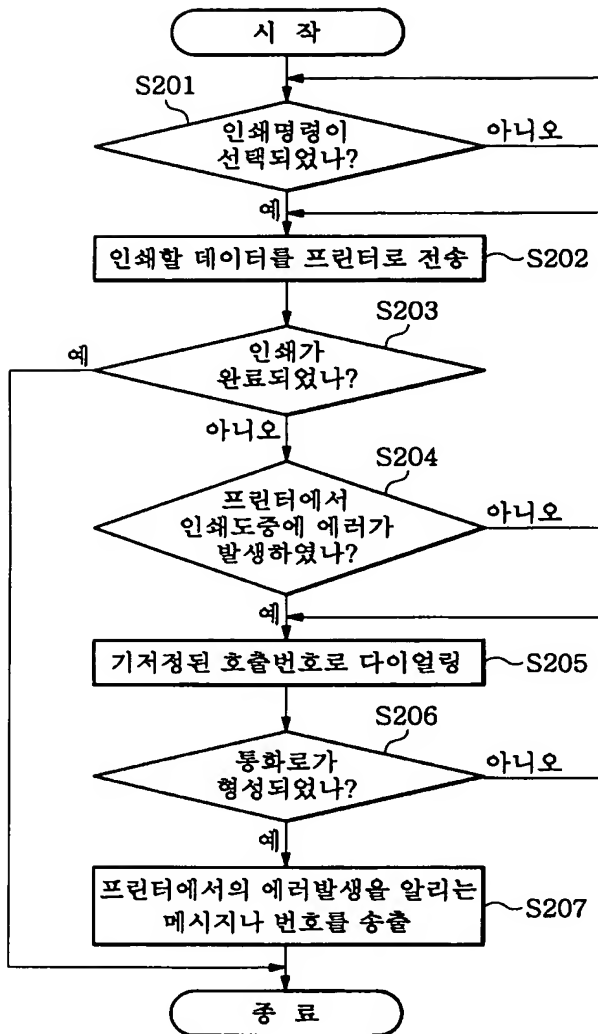 시 작
S201
인쇄명령이
선택되었나?
아니오
예
인쇄할 데이터를 프린터로 전송
S202
S203
예
인쇄가
완료되었나?
아니오
S204
프린터에서
인쇄도중에 에러가
발생하였나?
아니오
예
기저정된 호출번호로 다이얼링
S205
S206
통화로가
형성되었나?
아니오
예
프린터에서의 에러발생을 알리는
메시지나 번호를 송출
S207
종 료